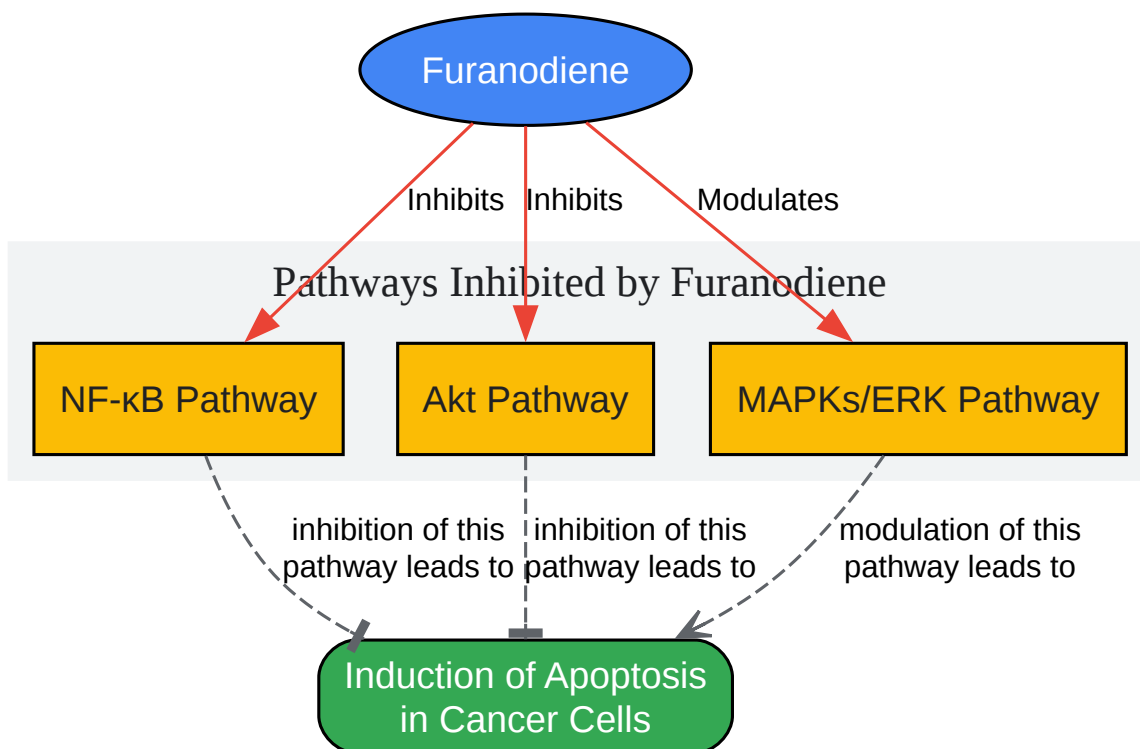 Furanodiene
Inhibits
Inhibits
Modulates
Pathways Inhibited by Furanodiene
NF-κB Pathway
Akt Pathway
MAPKs/ERK Pathway
inhibition of this
pathway leads to
inhibition of this
pathway leads to
modulation of this
pathway leads to
Induction of Apoptosis
in Cancer Cells